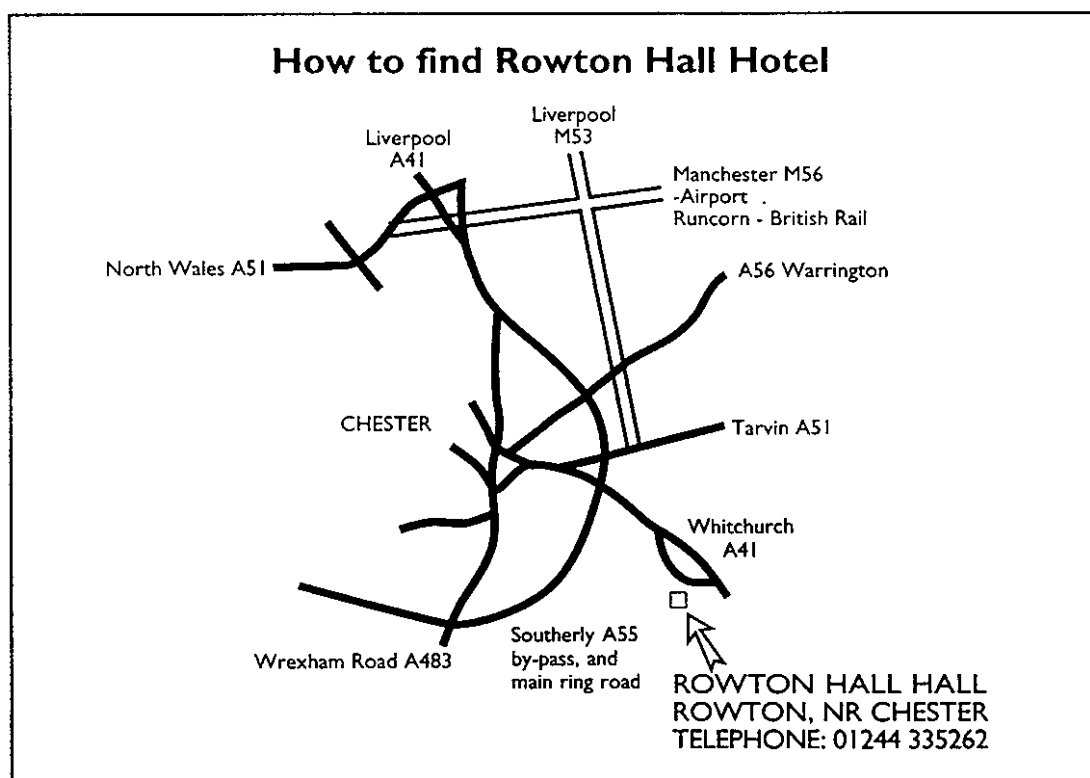 How to find Rowton Hall Hotel
Liverpool
M53
Liverpool
A41
Manchester M56
-Airport .
Runcorn - British Rail
North Wales A51
A56 Warrington
CHESTER
Tarvin A51
Whitchurch
A41
Southerly A55
by-pass, and
main ring road
Wrexham Road A483
ROWTON HALL HALL
ROWTON, NR CHESTER
TELEPHONE: 01244 335262